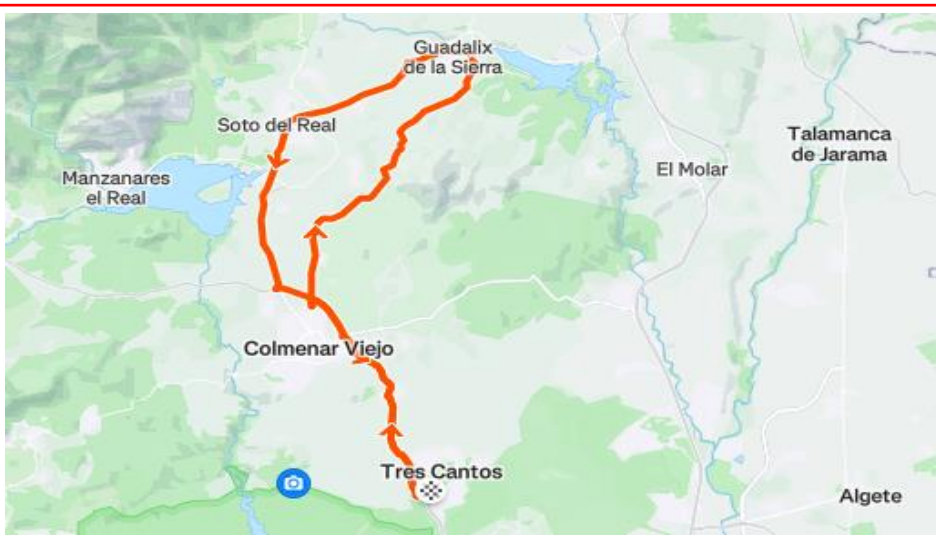 Guadalix
de la Sierra
Soto del Real
Talamanca
de Jarama
El Molar
Manzanares
el Real
Colmenar Viejo
Tres Cantos
Algete